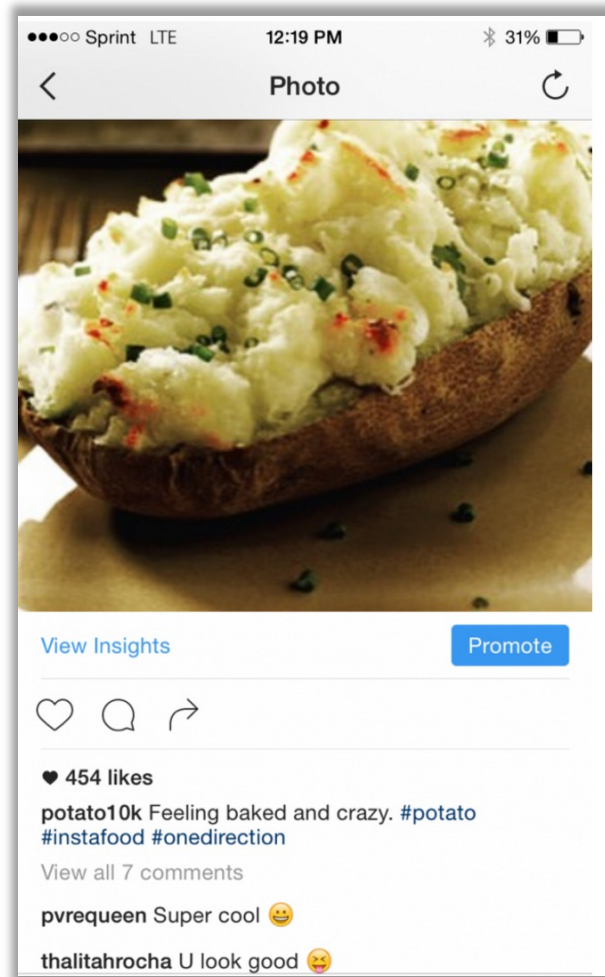 Sprint LTE 12:19 PM 31%
Photo
View Insights Promote
454 likes
potato10k Feeling baked and crazy. #potato
#instafood #onedirection
View all 7 comments
pvrequeen Super cool 😀
thalitahrocha U look good 😝